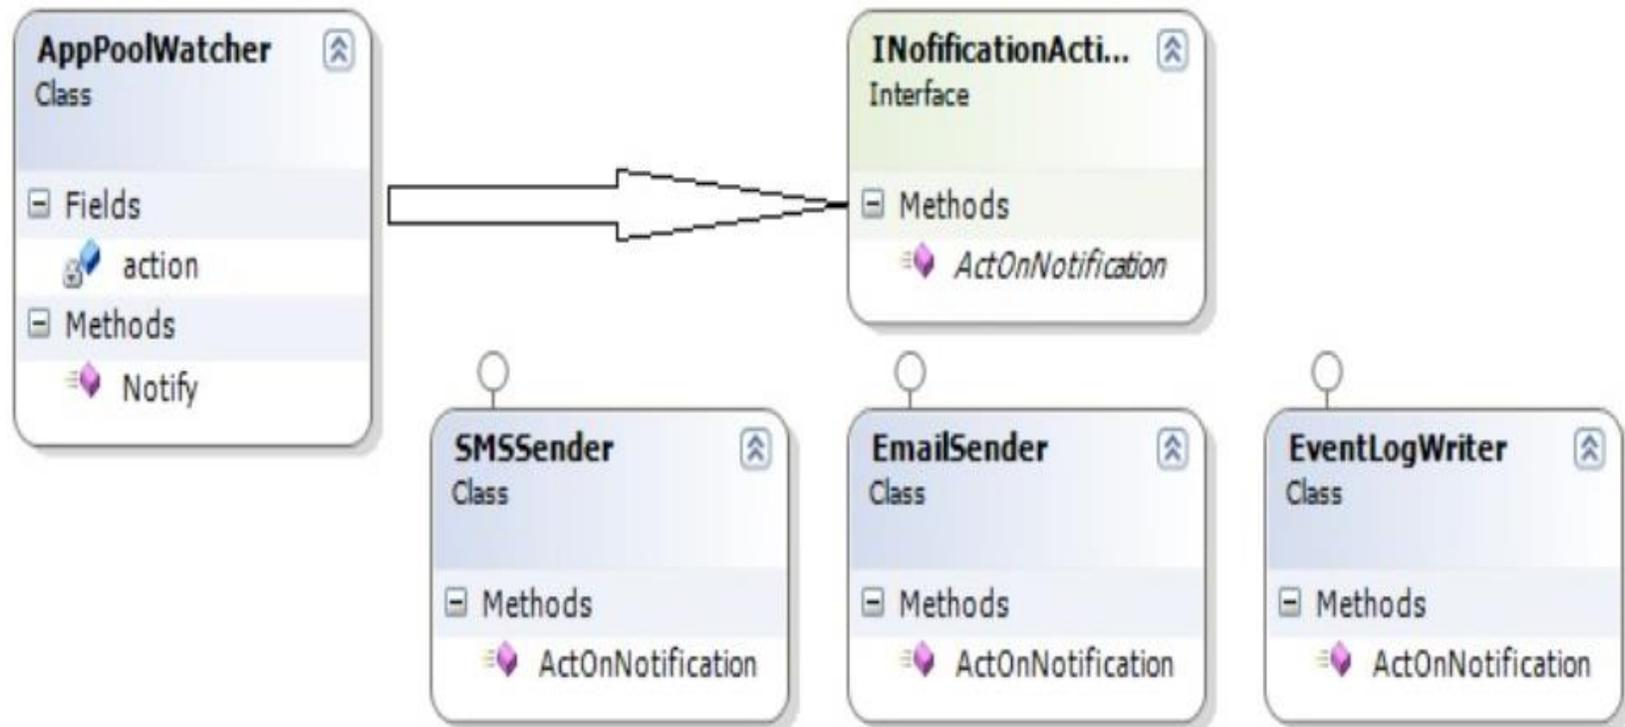 AppPoolWatcher
Class
Fields
action
Methods
Notify
INofificationActi...
Interface
Methods
ActOnNotification
SMSSender
Class
Methods
ActOnNotification
EmailSender
Class
Methods
ActOnNotification
EventLogWriter
Class
Methods
ActOnNotification